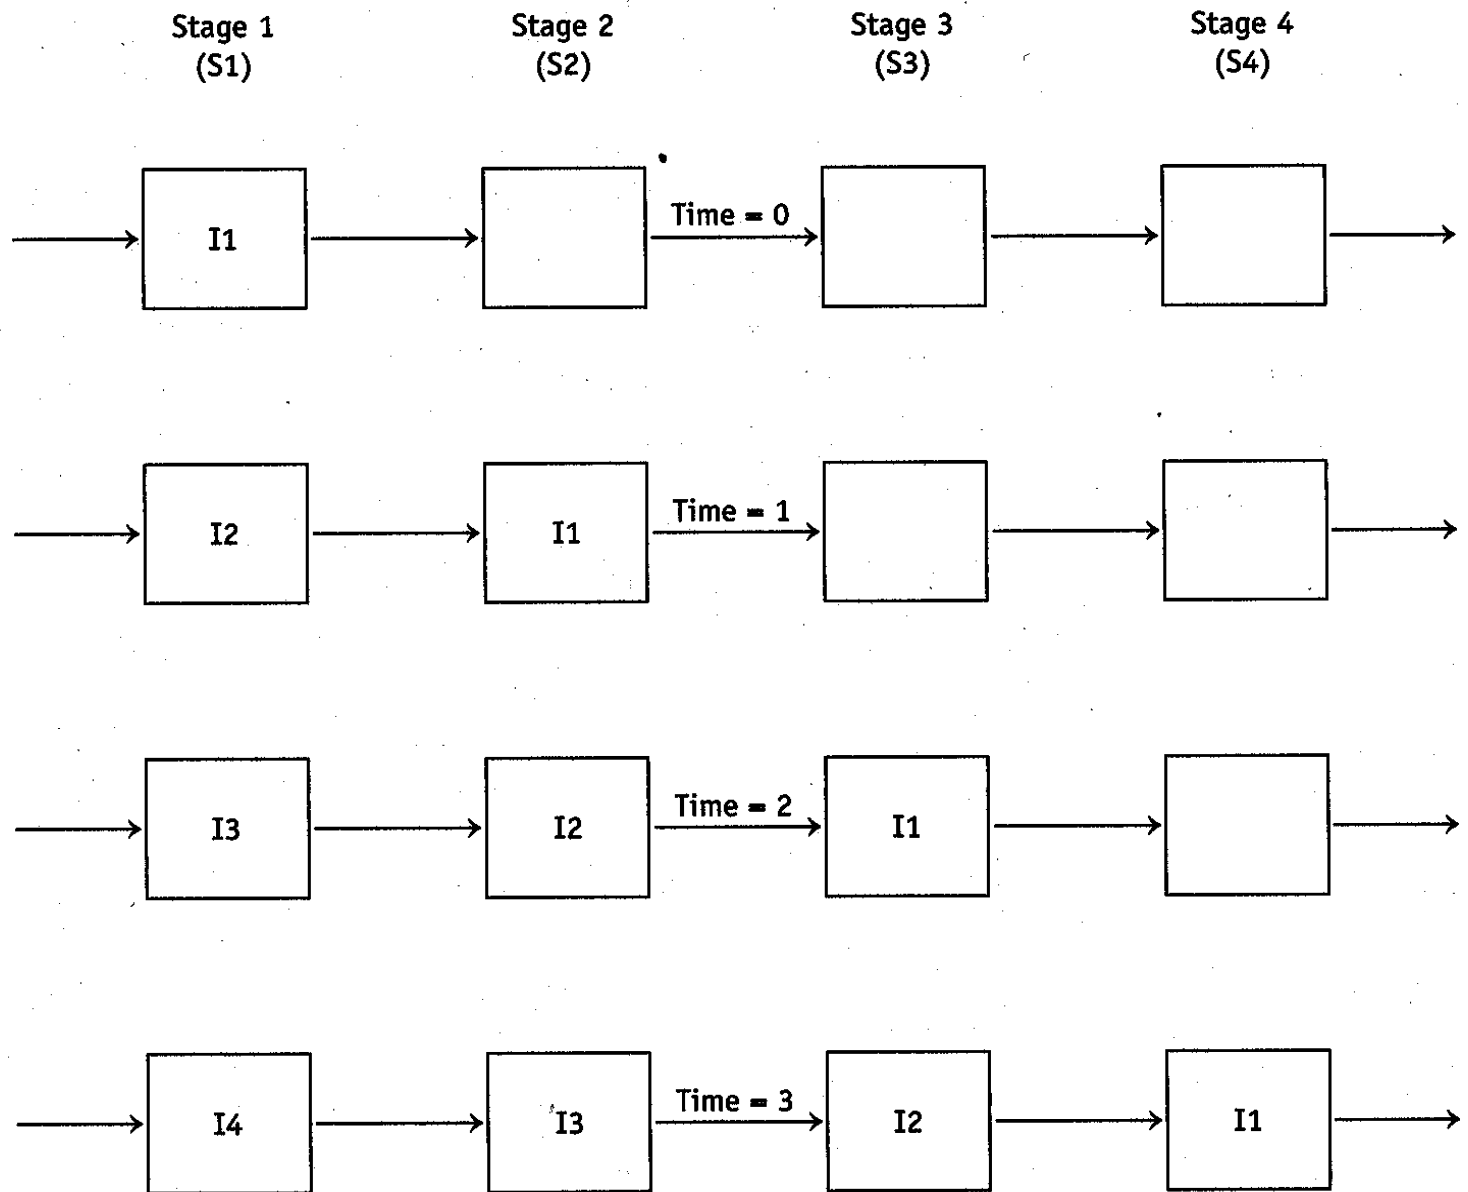 Stage 1
(S1)
Stage 2
(S2)
Stage 3
(S3)
Stage 4
(S4)
I1
Time = 0
I2
I1
Time = 1
I3
I2
Time = 2
I1
I4
I3
Time = 3
I2
I1